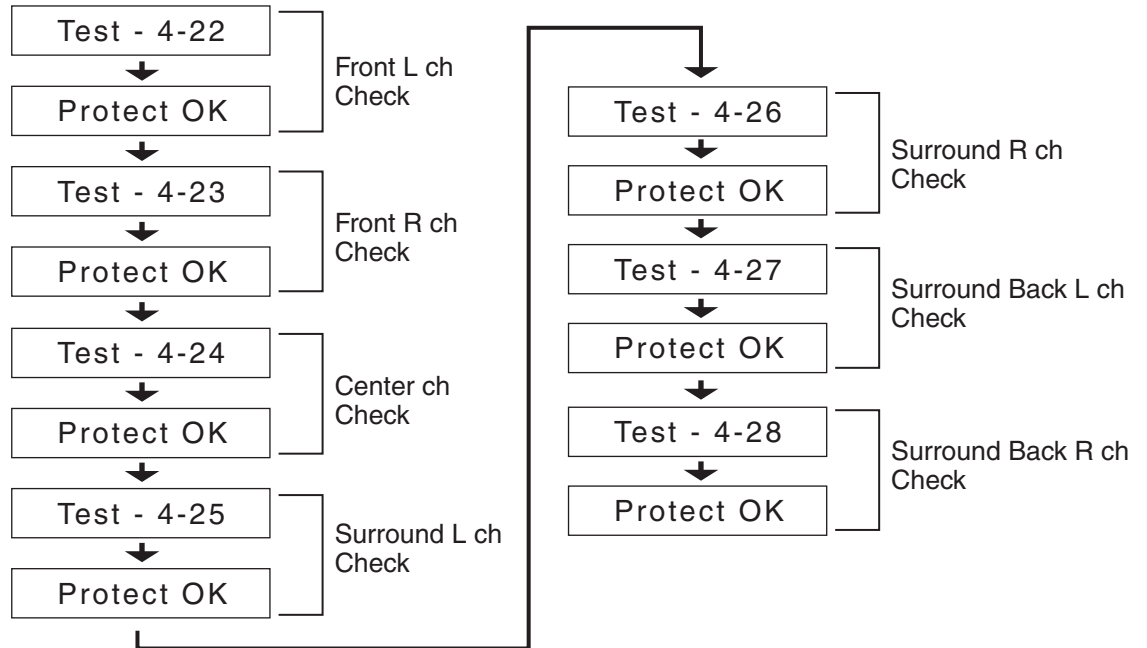 Test - 4-22
Protect OK
Front L ch
Check
Test - 4-23
Protect OK
Front R ch
Check
Test - 4-24
Protect OK
Center ch
Check
Test - 4-25
Protect OK
Surround L ch
Check
Test - 4-26
Protect OK
Surround R ch
Check
Test - 4-27
Protect OK
Surround Back L ch
Check
Test - 4-28
Protect OK
Surround Back R ch
Check